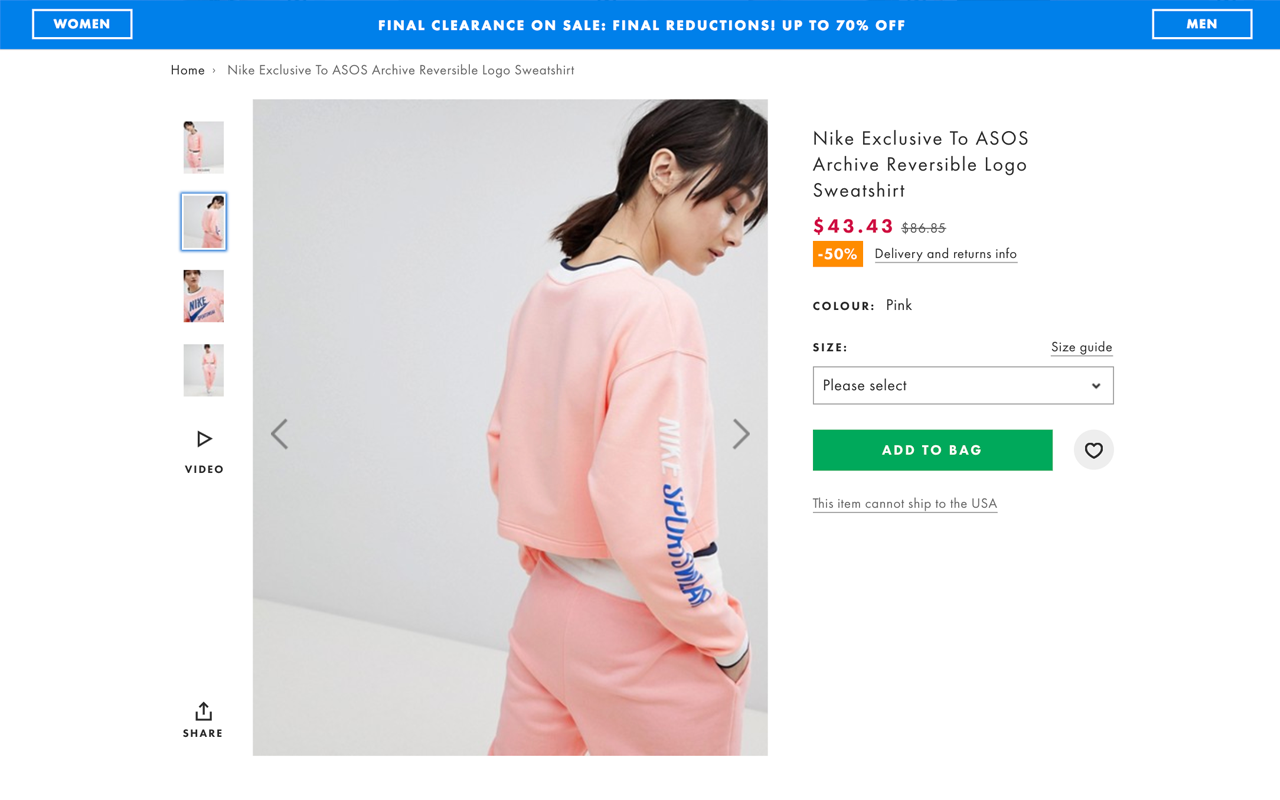 WOMEN
FINAL CLEARANCE ON SALE: FINAL REDUCTIONS! UP TO 70% OFF
MEN
Home › Nike Exclusive To ASOS Archive Reversible Logo Sweatshirt
Nike Exclusive To ASOS
Archive Reversible Logo
Sweatshirt
$43.43 $86.85
-50% Delivery and returns info
COLOUR: Pink
SIZE: Size guide
Please select
ADD TO BAG
This item cannot ship to the USA
NIKE SPORTSWEAR
NIKE
VIDEO
SHARE